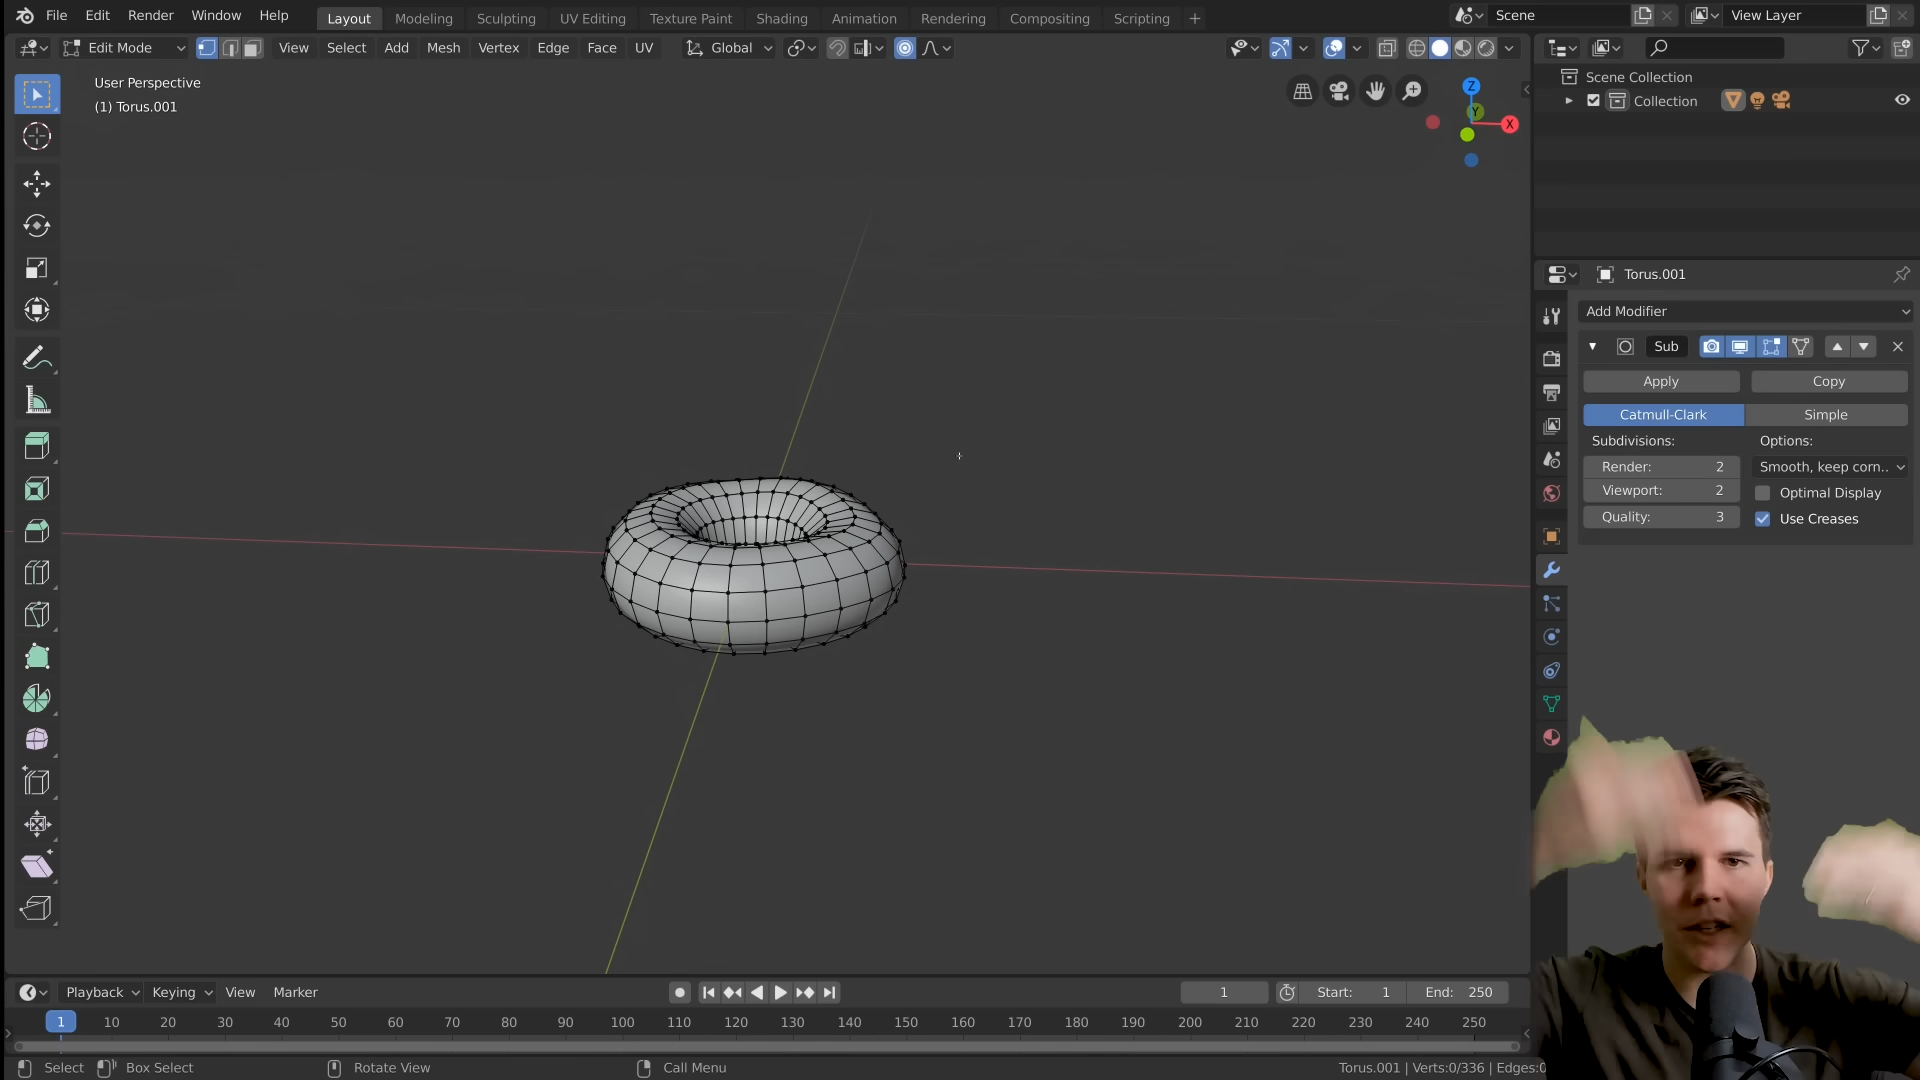 File Edit Render Window Help Layout Modeling Sculpting UV Editing Texture Paint Shading Animation Rendering Compositing Scripting + Scene View Layer
Edit Mode View Select Add Mesh Vertex Edge Face UV Global
User Perspective
(1) Torus.001
Z
Y
X
Scene Collection
Collection
Torus.001
Add Modifier
Sub
Apply Copy
Catmull-Clark Simple
Subdivisions: Options:
Render: 2 Smooth, keep corn..
Viewport: 2 Optimal Display
Quality: 3 Use Creases
Playback Keying View Marker 1 Start: 1 End: 250
1 10 20 30 40 50 60 70 80 90 100 110 120 130 140 150 160 170 180 190 200 210 220 230 240 250
Select Box Select Rotate View Call Menu Torus.001 | Verts:0/336 | Edges:0